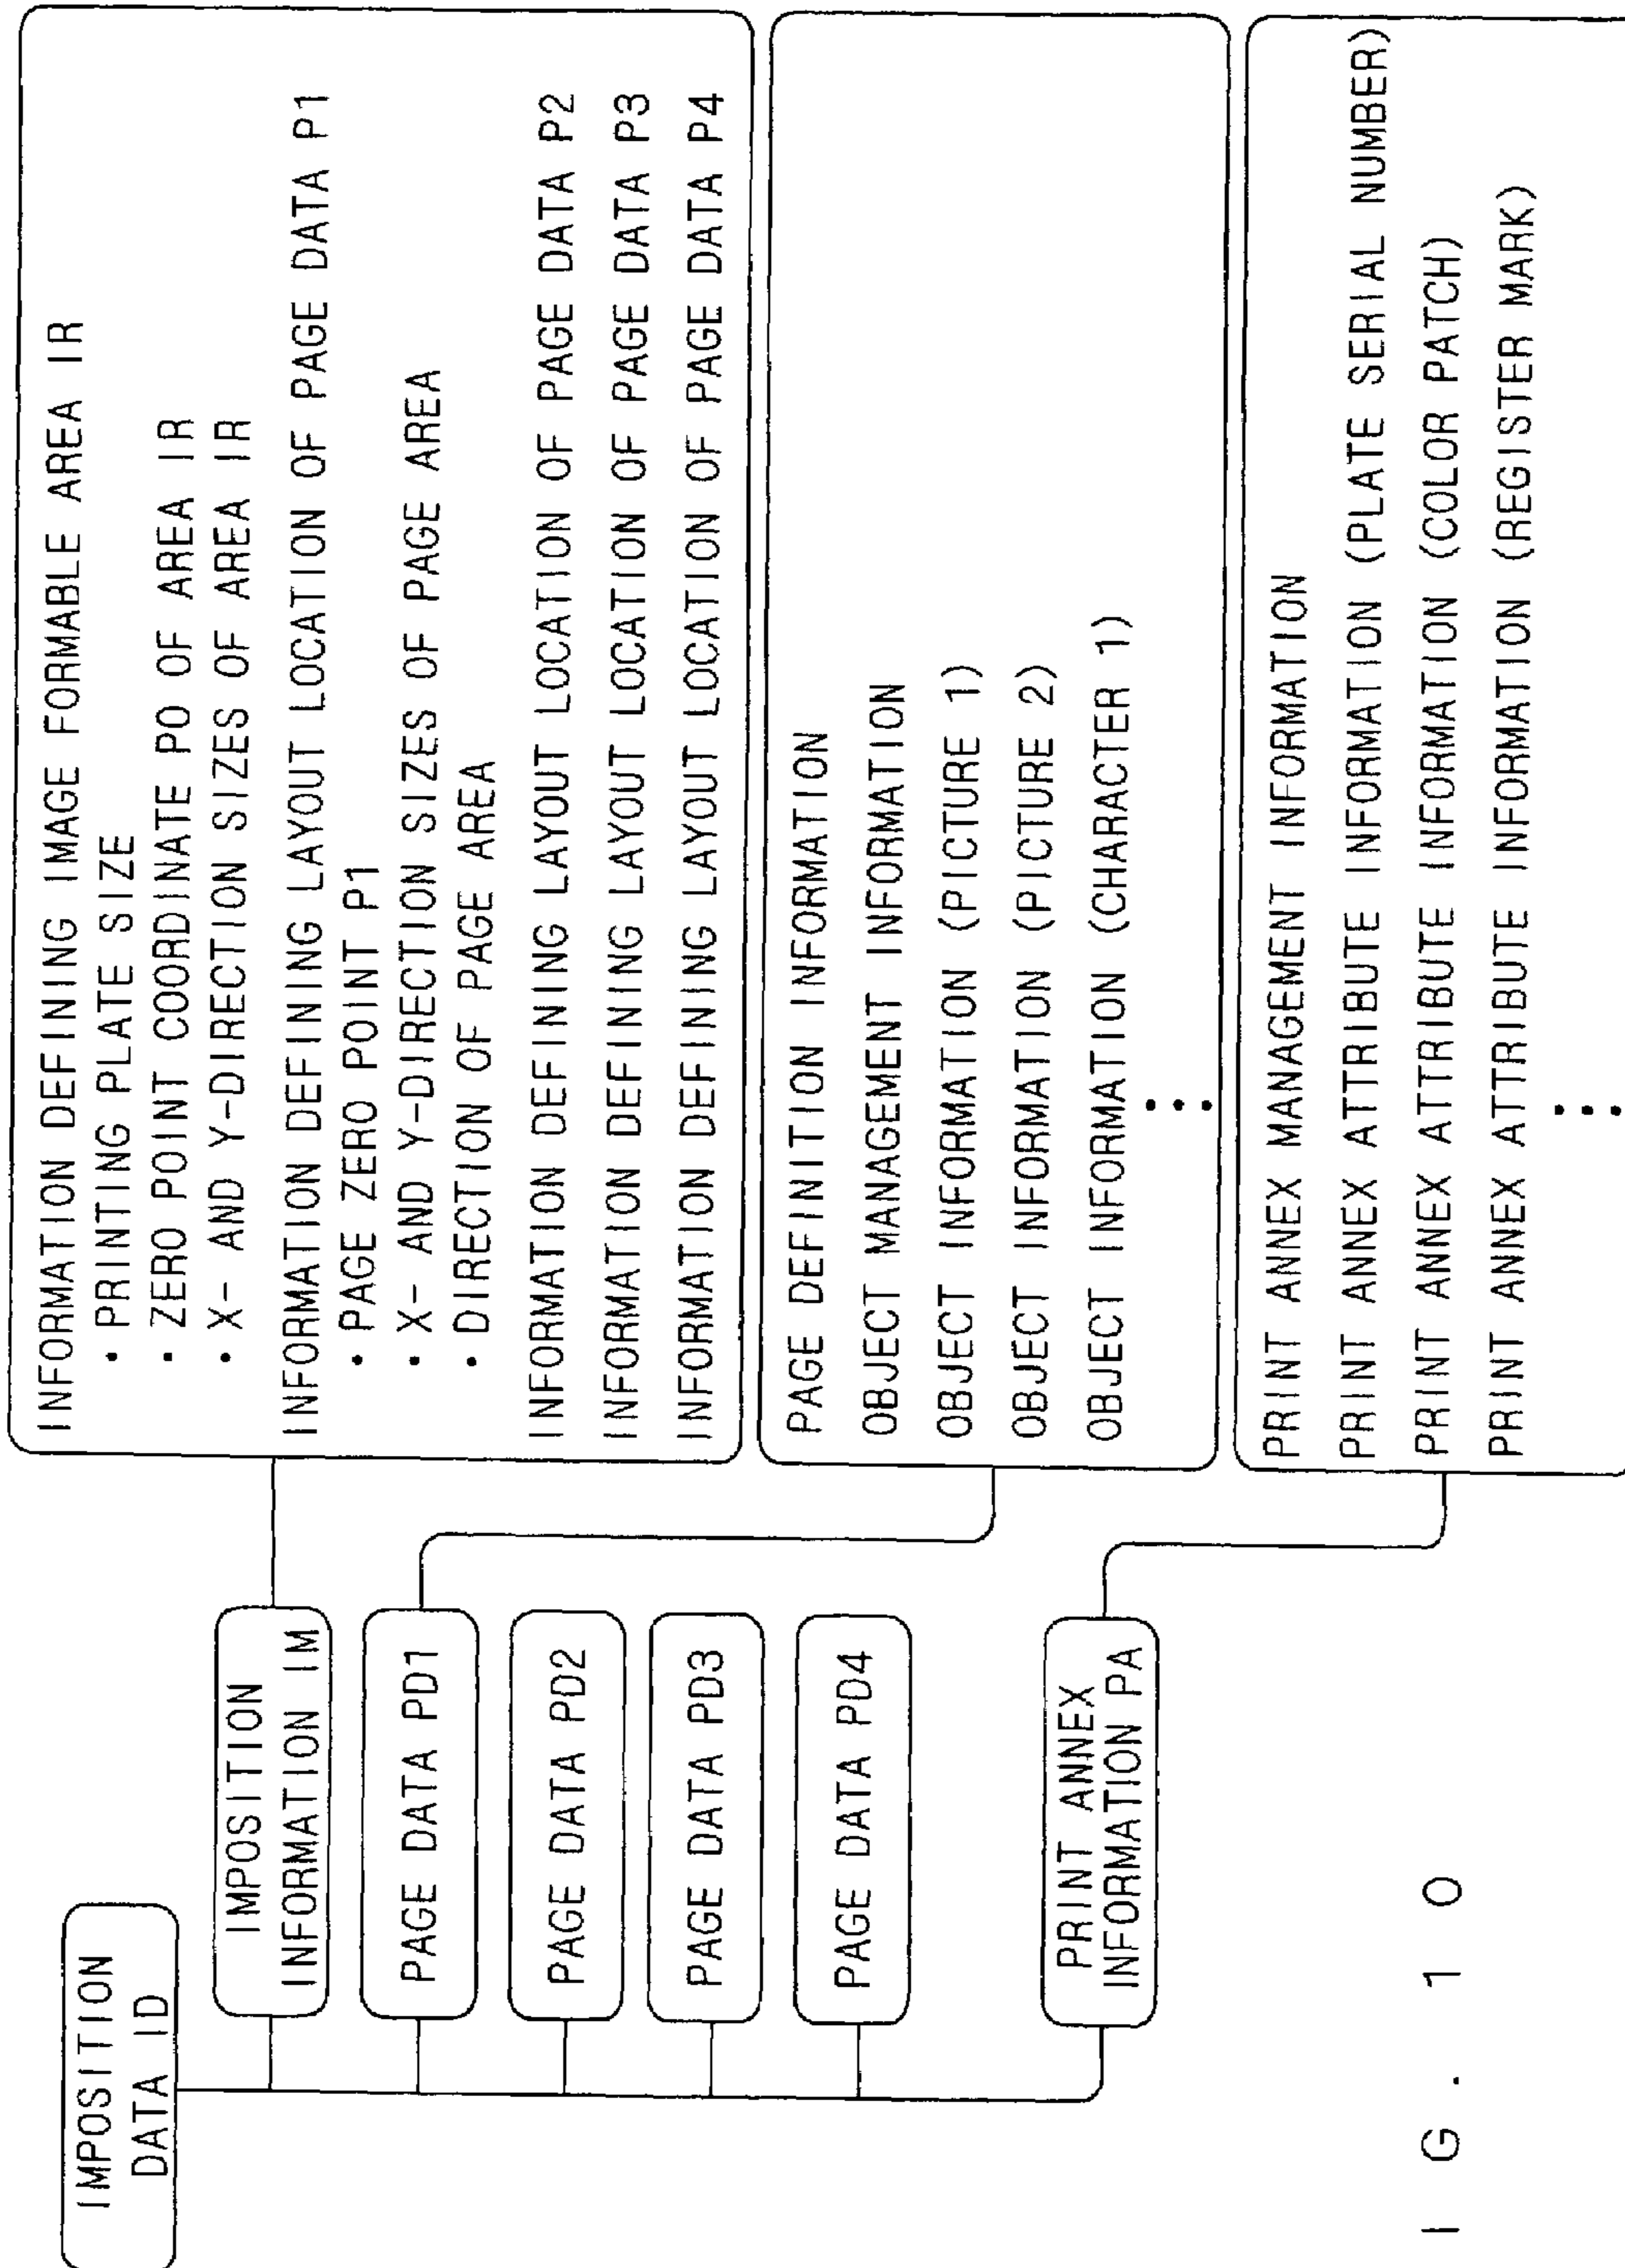 IMPOSITION
DATA ID
IMPOSITION
INFORMATION IM
PAGE DATA PD1
PAGE DATA PD2
PAGE DATA PD3
PAGE DATA PD4
PRINT ANNEX
INFORMATION PA
INFORMATION DEFINING IMAGE FORMABLE AREA IR
• PRINTING PLATE SIZE
• ZERO POINT COORDINATE PO OF AREA IR
• X- AND Y-DIRECTION SIZES OF AREA IR
INFORMATION DEFINING LAYOUT LOCATION OF PAGE DATA P1
• PAGE ZERO POINT P1
• X- AND Y-DIRECTION SIZES OF PAGE AREA
• DIRECTION OF PAGE AREA
INFORMATION DEFINING LAYOUT LOCATION OF PAGE DATA P2
INFORMATION DEFINING LAYOUT LOCATION OF PAGE DATA P3
INFORMATION DEFINING LAYOUT LOCATION OF PAGE DATA P4
PAGE DEFINITION INFORMATION
OBJECT MANAGEMENT INFORMATION
OBJECT INFORMATION (PICTURE 1)
OBJECT INFORMATION (PICTURE 2)
OBJECT INFORMATION (CHARACTER 1)
⋮
PRINT ANNEX MANAGEMENT INFORMATION
PRINT ANNEX ATTRIBUTE INFORMATION (PLATE SERIAL NUMBER)
PRINT ANNEX ATTRIBUTE INFORMATION (COLOR PATCH)
PRINT ANNEX ATTRIBUTE INFORMATION (REGISTER MARK)
⋮
IG. 10